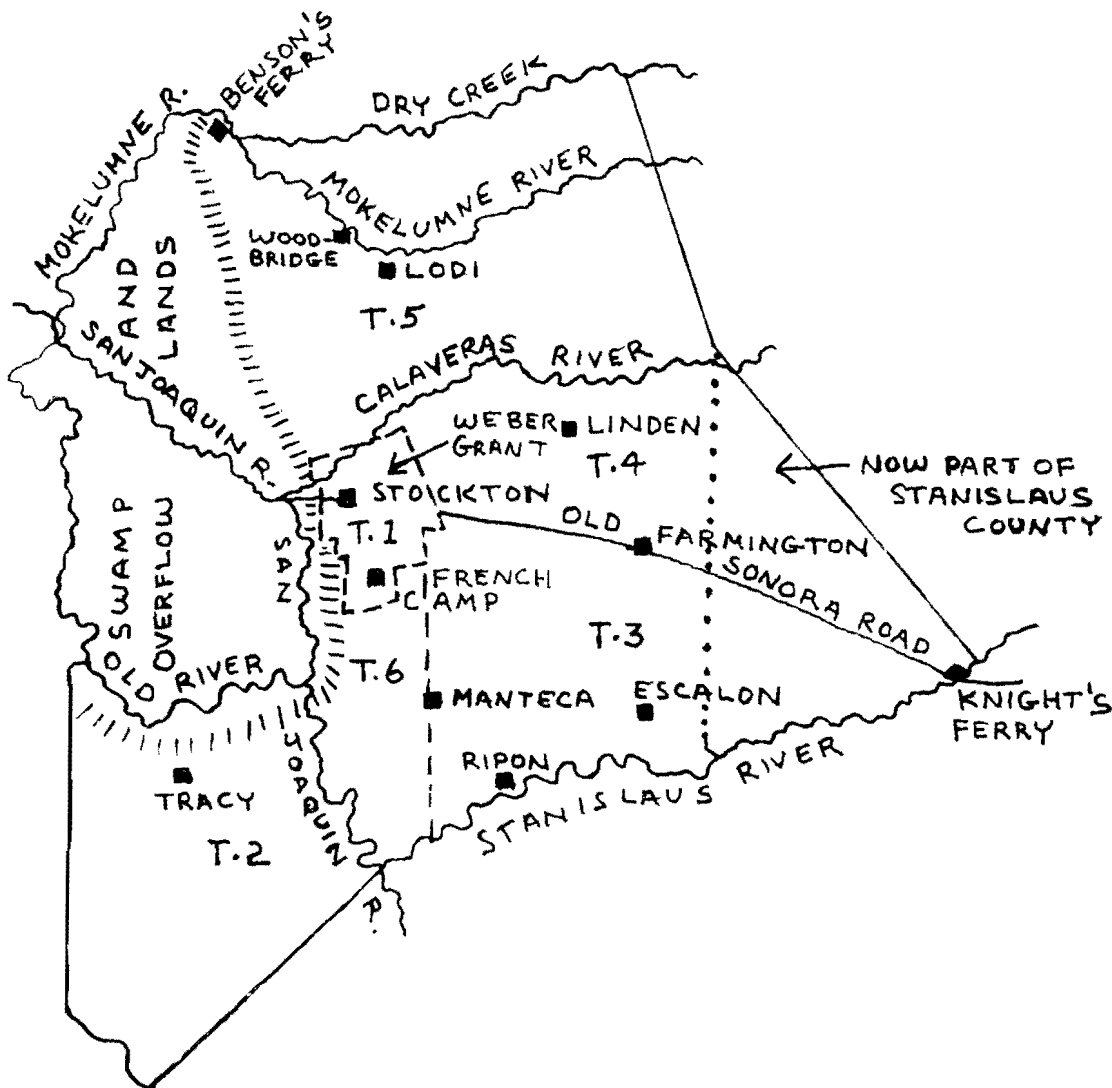 BENSON'S
FERRY
MOKELUMNE R.
DRY CREEK
MOKELUMNE RIVER
WOOD-
BRIDGE
LODI
AND
LANDS
T.5
SAN JOAQUIN R.
CALAVERAS RIVER
WEBER
GRANT
LINDEN
T.4
NOW PART OF
STANISLAUS
COUNTY
STOCKTON
T.1
OLD SONORA ROAD
FARMINGTON
SWAMP
OVERFLOW
FRENCH
CAMP
OLD RIVER
T.6
T.3
MANTECA
ESCALON
KNIGHT'S
FERRY
RIPON
STANISLAUS RIVER
TRACY
T.2
SAN JOAQUIN R.